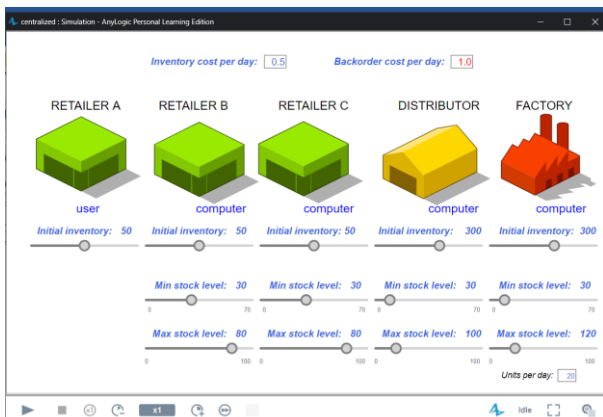 centralized : Simulation - AnyLogic Personal Learning Edition
Inventory cost per day: 0.5 Backorder cost per day: 1.0
RETAILER A RETAILER B RETAILER C DISTRIBUTOR FACTORY
user computer computer computer computer
Initial inventory: 50 Initial inventory: 50 Initial inventory: 50 Initial inventory: 300 Initial inventory: 300
Min stock level: 30 Min stock level: 30 Min stock level: 30 Min stock level: 30
0 70 0 70 0 70 0 70
Max stock level: 80 Max stock level: 80 Max stock level: 100 Max stock level: 120
0 100 0 100 0 100 0 100
Units per day: 20
x1 x1 Idle